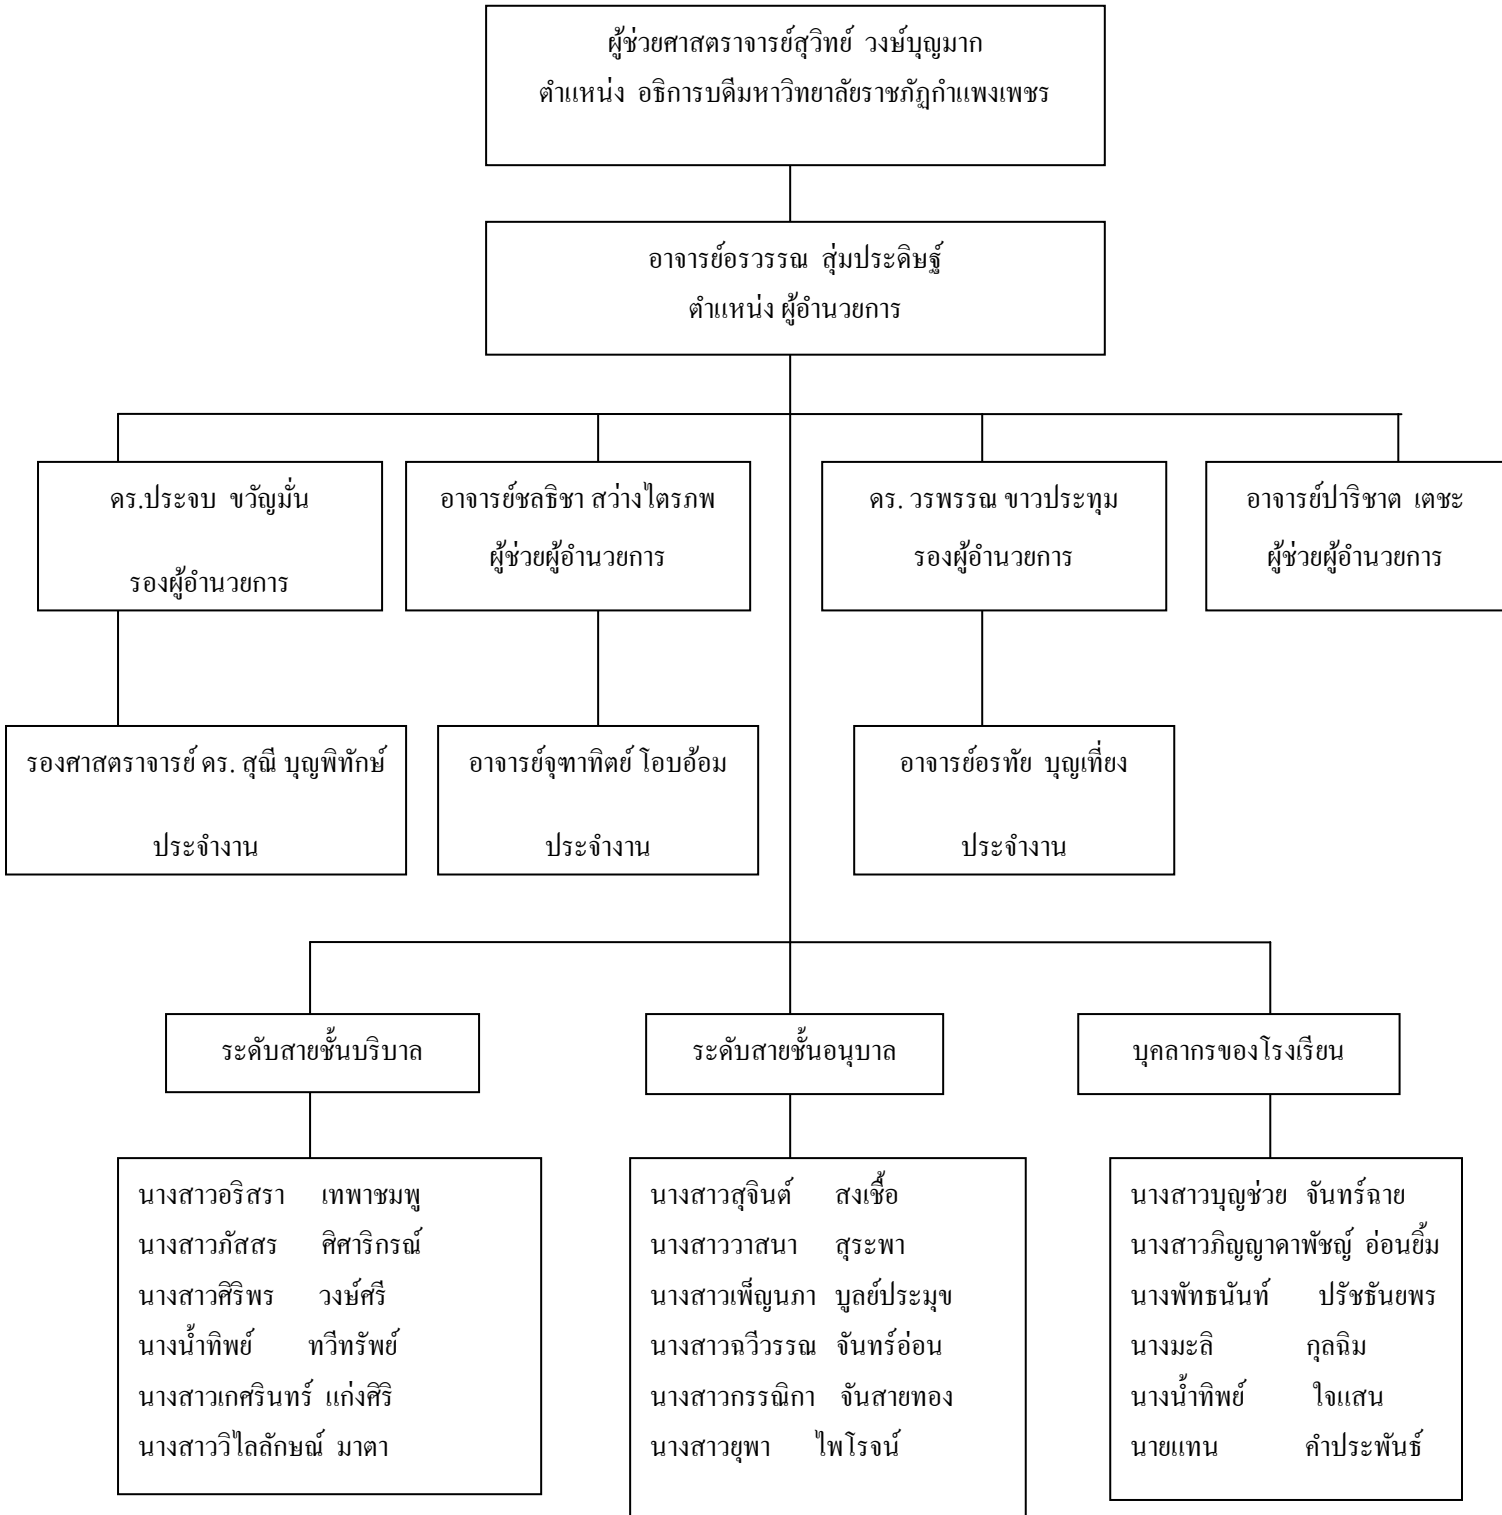 ผู้ช่วยศาสตราจารย์สุวิทย์ วงษ์บุญมาก
ตำแหน่ง อธิการบดีมหาวิทยาลัยราชภัฏกำแพงเพชร
อาจารย์อรวรรณ สุ่มประดิษฐ์
ตำแหน่ง ผู้อำนวยการ
ดร.ประจบ ขวัญมั่น
รองผู้อำนวยการ
อาจารย์ชลธิชา สว่างไตรภพ
ผู้ช่วยผู้อำนวยการ
ดร. วรพรรณ ขาวประทุม
รองผู้อำนวยการ
อาจารย์ปาริชาต เตชะ
ผู้ช่วยผู้อำนวยการ
รองศาสตราจารย์ ดร. สุณี บุญพิทักษ์
ประจำงาน
อาจารย์จุฑาทิตย์ โอบอ้อม
ประจำงาน
อาจารย์อรทัย บุญเที่ยง
ประจำงาน
ระดับสายชั้นบริบาล
ระดับสายชั้นอนุบาล
บุคลากรของโรงเรียน
นางสาวอริสรา เทพาชมพู
นางสาวภัสสร ศิศาริกรณ์
นางสาวศิริพร วงษ์ศรี
นางน้ำทิพย์ ทวีทรัพย์
นางสาวเกศรินทร์ แก่งศิริ
นางสาววิไลลักษณ์ มาตา
นางสาวสุจินต์ สงเชื้อ
นางสาววาสนา สุระพา
นางสาวเพ็ญนภา บูลย์ประมุข
นางสาวฉวีวรรณ จันทร์อ่อน
นางสาวกรรณิกา จันสายทอง
นางสาวยุพา ไพโรจน์
นางสาวบุญช่วย จันทร์ฉาย
นางสาวภิญญาดาพัชญ์ อ่อนยิ้ม
นางพัทธนันท์ ปรัชธันยพร
นางมะลิ กุลฉิม
นางน้ำทิพย์ ใจแสน
นายแทน คำประพันธ์